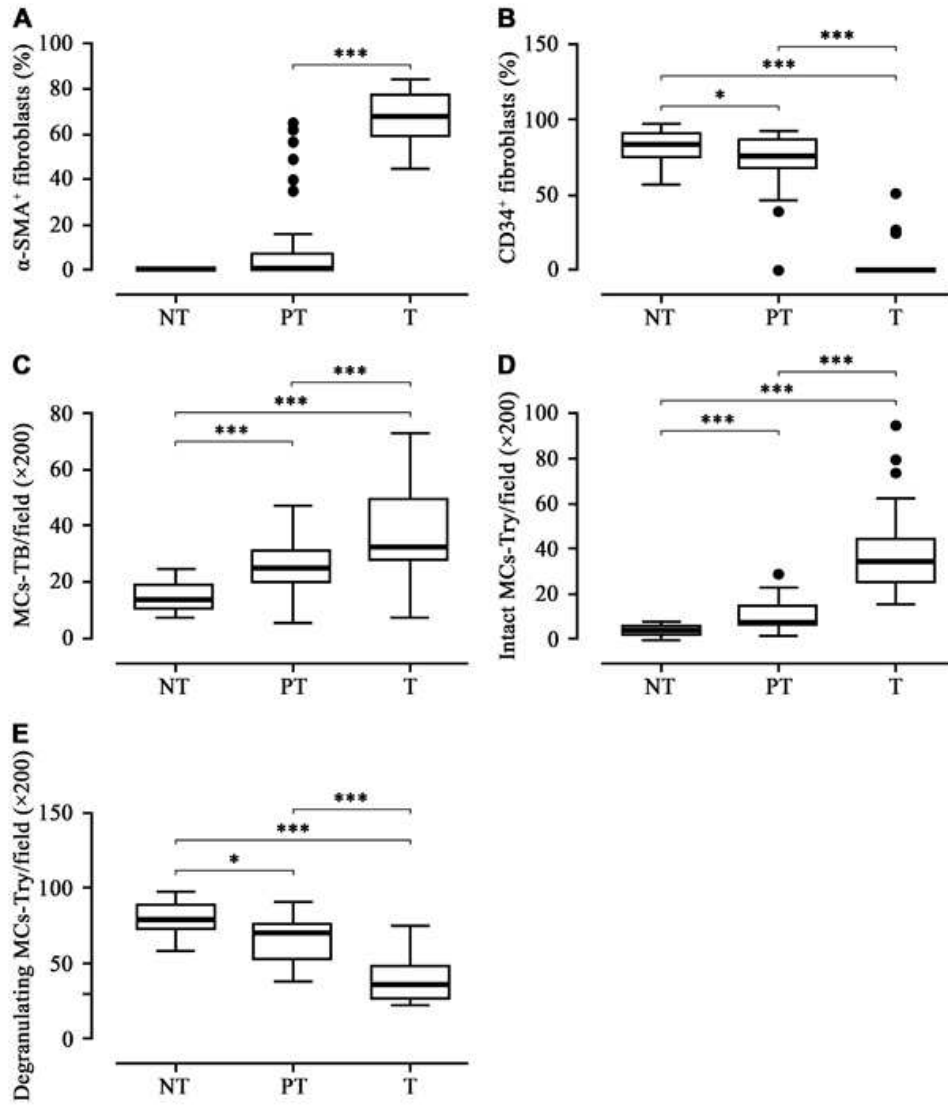 A
α-SMA⁺ fibroblasts (%)
100
80
60
40
20
0
***
NT PT T
B
CD34⁺ fibroblasts (%)
150
100
50
0
***
***
*
NT PT T
C
MCs-TB/field (×200)
80
60
40
20
0
***
***
***
NT PT T
D
Intact MCs-Try/field (×200)
100
80
60
40
20
0
***
***
***
NT PT T
E
Degranulating MCs-Try/field (×200)
150
100
50
0
***
***
*
NT PT T